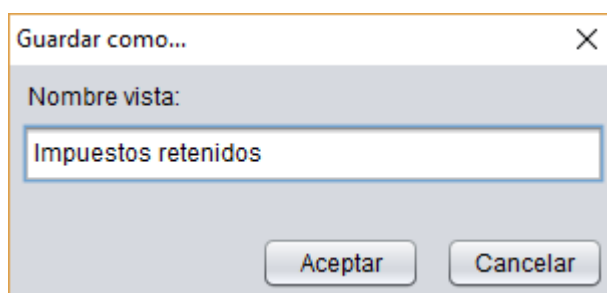 Guardar como...
Nombre vista:
Impuestos retenidos
Aceptar Cancelar